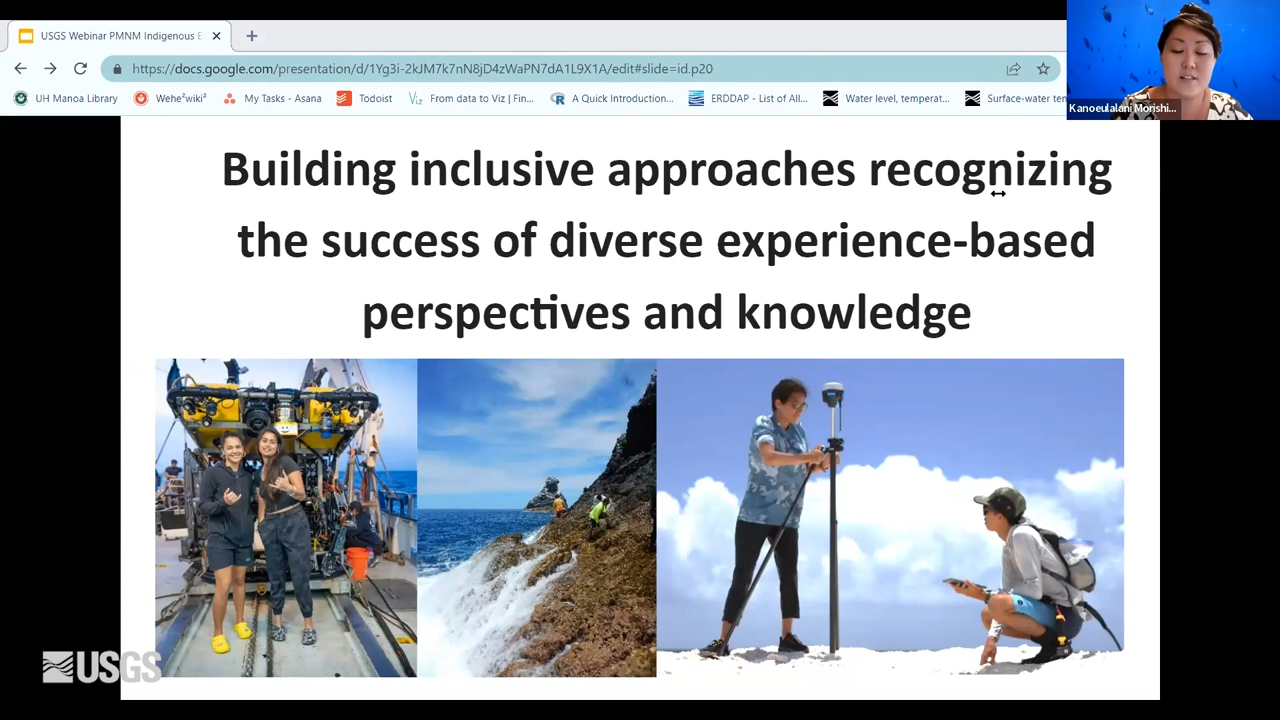 USGS Webinar PMNM Indigenous E
https://docs.google.com/presentation/d/1Yg3i-2kJM7k7nN8jD4zWaPN7dA1L9X1A/edit#slide=id.p20
UH Manoa Library
Wehe²wiki²
My Tasks - Asana
Todoist
From data to Viz | Fin...
A Quick Introduction...
ERDDAP - List of All...
Water level, temperat...
Surface-water ten
Kanoeulalani Morishi...
Building inclusive approaches recognizing
the success of diverse experience-based
perspectives and knowledge
USGS